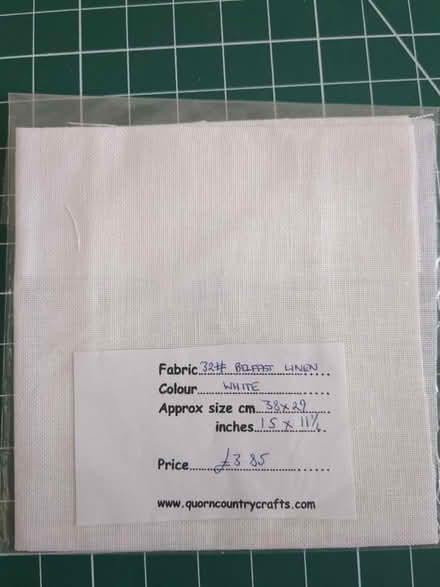 Fabric 32# BELFAST LINEN
Colour WHITE
Approx size cm 38x29
inches 15 x 11½
Price £3.85
www.quorncountrycrafts.com